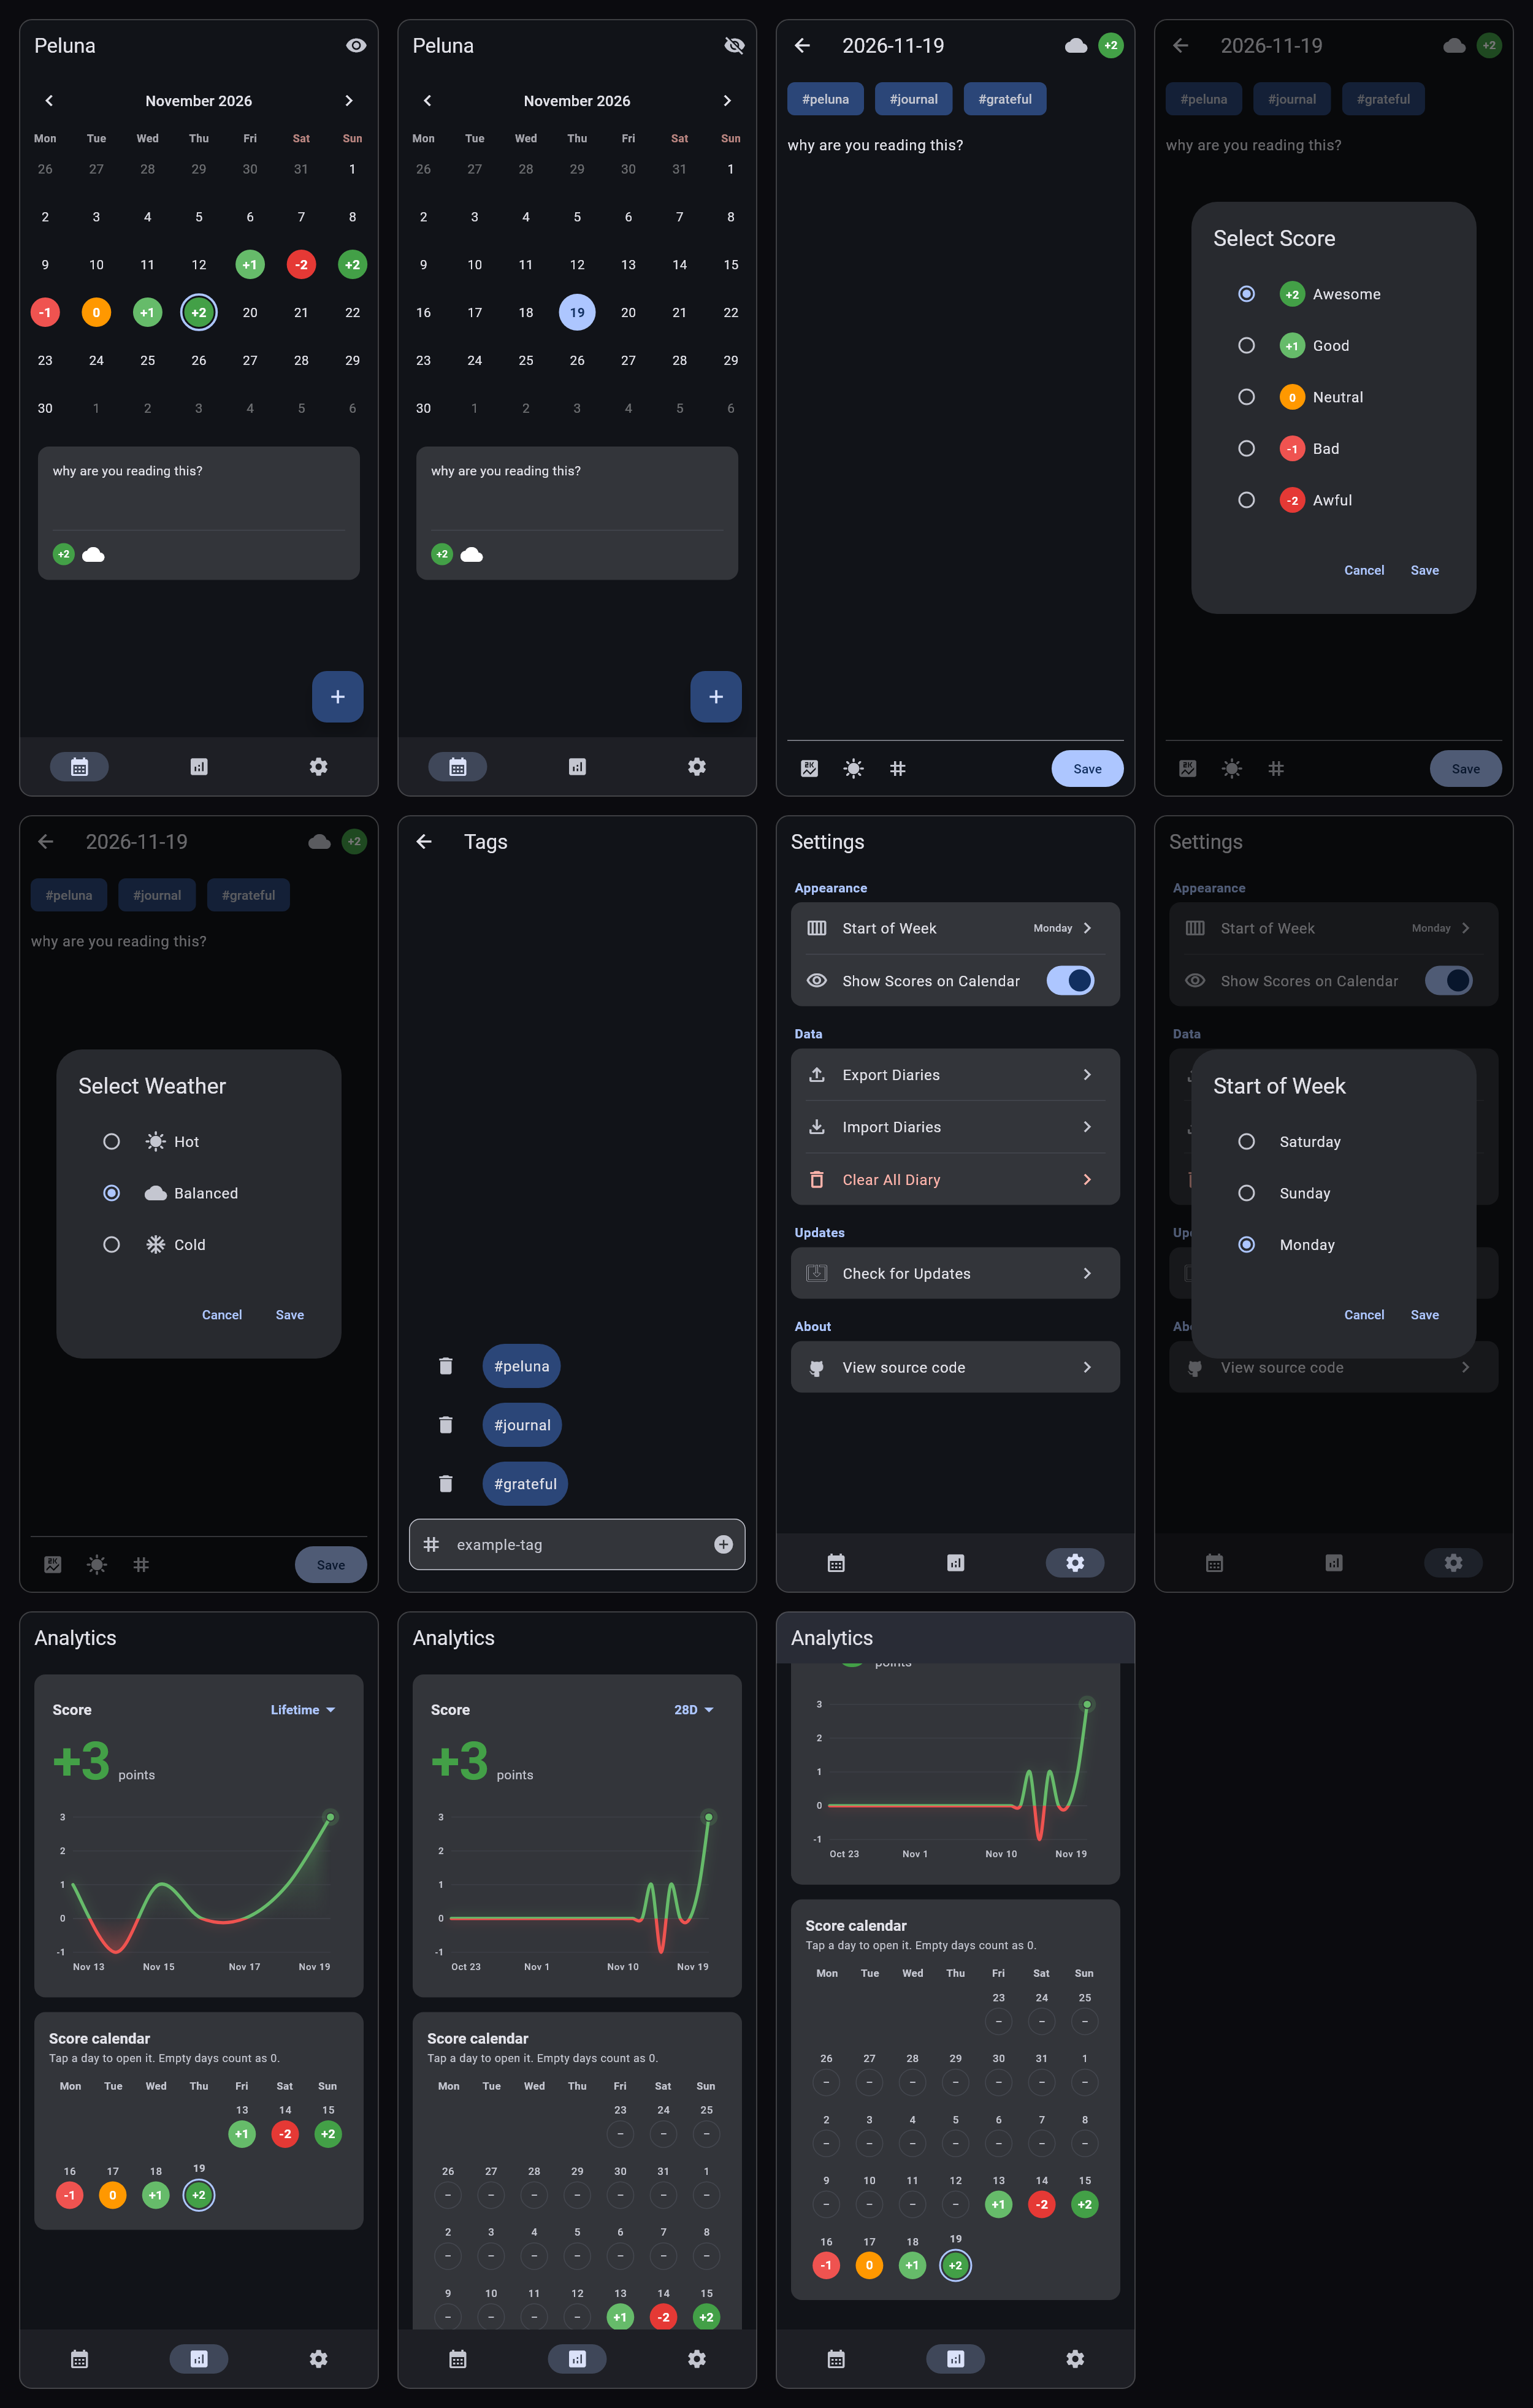 Peluna
November 2026
Mon Tue Wed Thu Fri Sat Sun
26 27 28 29 30 31 1
2 3 4 5 6 7 8
9 10 11 12 +1 -2 +2
-1 0 +1 +2 20 21 22
23 24 25 26 27 28 29
30 1 2 3 4 5 6
why are you reading this?
+2
+
Peluna
November 2026
Mon Tue Wed Thu Fri Sat Sun
26 27 28 29 30 31 1
2 3 4 5 6 7 8
9 10 11 12 13 14 15
16 17 18 19 20 21 22
23 24 25 26 27 28 29
30 1 2 3 4 5 6
why are you reading this?
+2
+
2026-11-19 +2
#peluna #journal #grateful
why are you reading this?
Save
2026-11-19 +2
#peluna #journal #grateful
why are you reading this?
Select Score
+2 Awesome
+1 Good
0 Neutral
-1 Bad
-2 Awful
Cancel Save
Save
2026-11-19 +2
#peluna #journal #grateful
why are you reading this?
Select Weather
Hot
Balanced
Cold
Cancel Save
Save
Tags
#peluna
#journal
#grateful
# example-tag
Settings
Appearance
Start of Week Monday
Show Scores on Calendar
Data
Export Diaries
Import Diaries
Clear All Diary
Updates
Check for Updates
About
View source code
Settings
Appearance
Start of Week Monday
Show Scores on Calendar
Data
Start of Week
Saturday
Sunday
Monday
Cancel Save
View source code
Analytics
Score Lifetime
+3 points
3
2
1
0
-1
Nov 13 Nov 15 Nov 17 Nov 19
Score calendar
Tap a day to open it. Empty days count as 0.
Mon Tue Wed Thu Fri Sat Sun
13 14 15
+1 -2 +2
16 17 18 19
-1 0 +1 +2
Analytics
Score 28D
+3 points
3
2
1
0
-1
Oct 23 Nov 1 Nov 10 Nov 19
Score calendar
Tap a day to open it. Empty days count as 0.
Mon Tue Wed Thu Fri Sat Sun
23 24 25
– – –
26 27 28 29 30 31 1
– – – – – – –
2 3 4 5 6 7 8
– – – – – – –
9 10 11 12 13 14 15
– – – – +1 -2 +2
Analytics
points
3
2
1
0
-1
Oct 23 Nov 1 Nov 10 Nov 19
Score calendar
Tap a day to open it. Empty days count as 0.
Mon Tue Wed Thu Fri Sat Sun
23 24 25
– – –
26 27 28 29 30 31 1
– – – – – – –
2 3 4 5 6 7 8
– – – – – – –
9 10 11 12 13 14 15
– – – – +1 -2 +2
16 17 18 19
-1 0 +1 +2